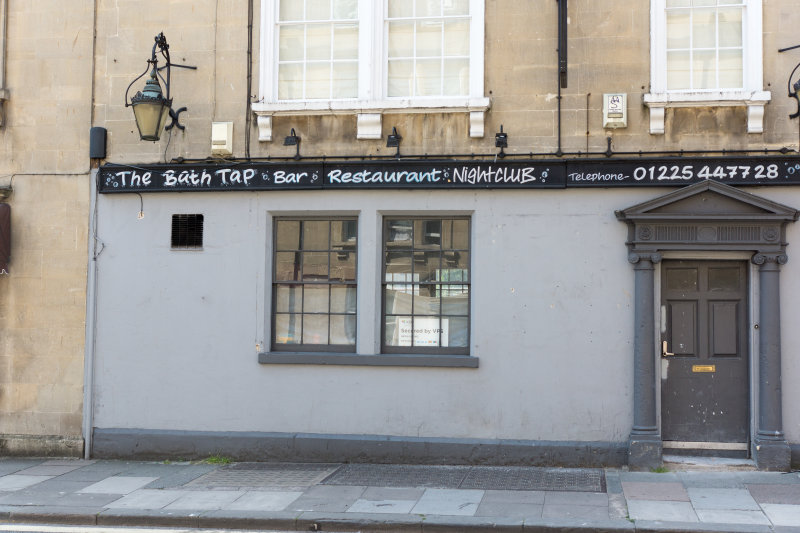 The Bath Tap Bar Restaurant Nightclub Telephone- 01225 447728
Secured by VPS